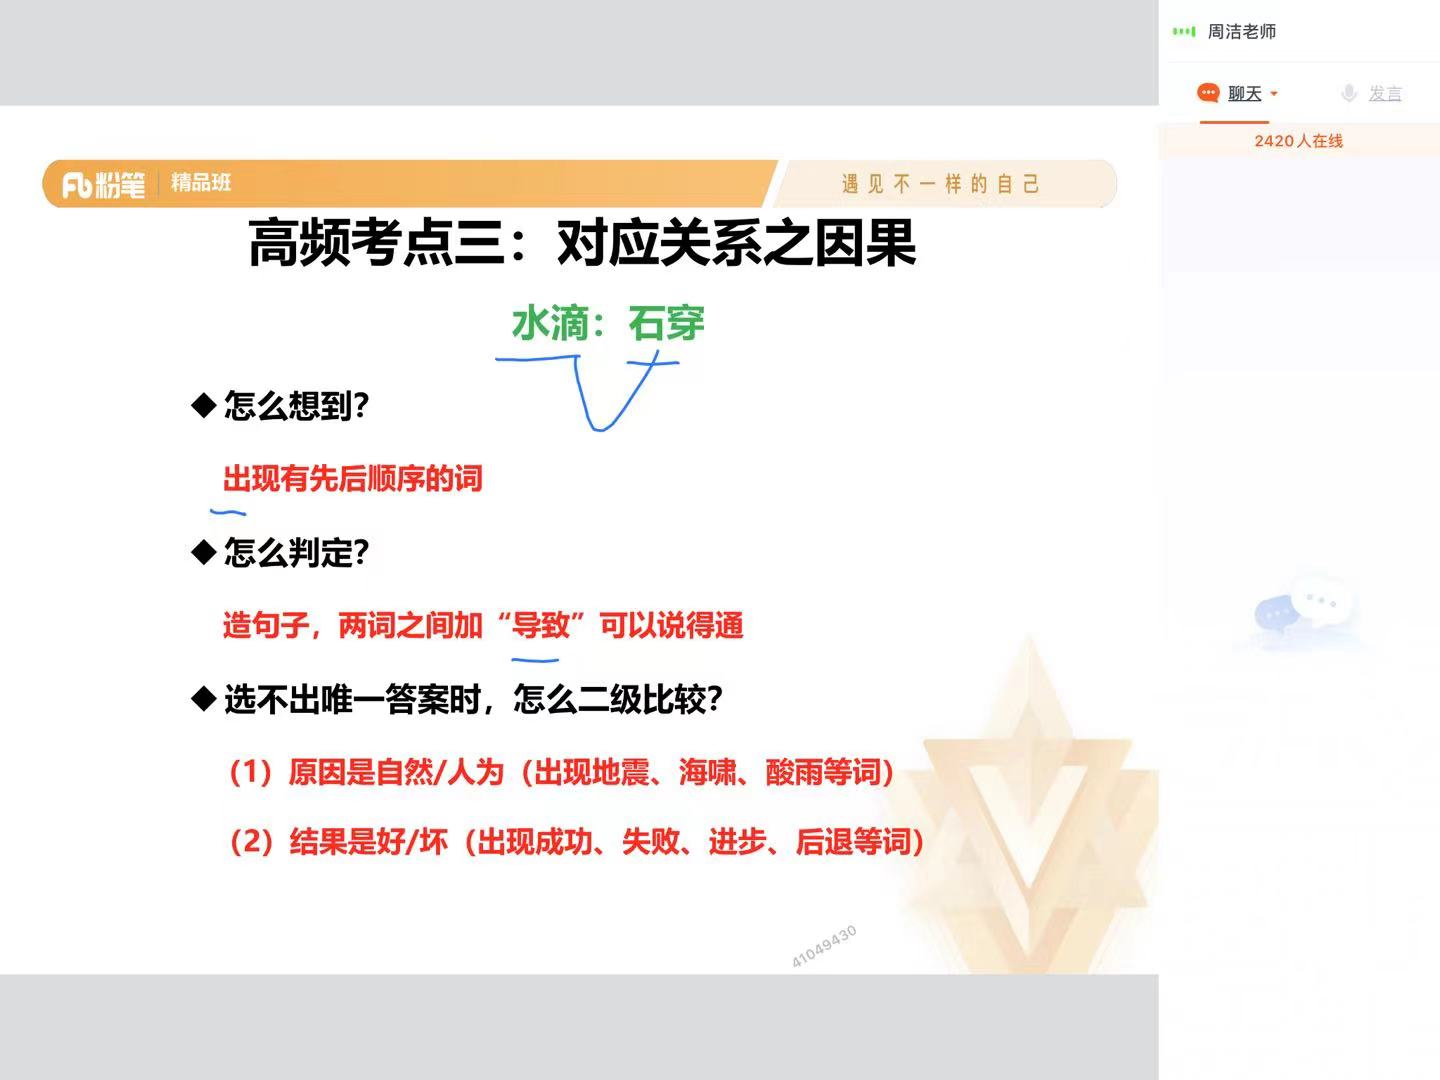 周洁老师
聊天
发言
2420人在线
粉笔 精品班
遇见不一样的自己
高频考点三：对应关系之因果
水滴：石穿
◆ 怎么想到？
出现有先后顺序的词
◆ 怎么判定？
造句子，两词之间加“导致”可以说得通
◆ 选不出唯一答案时，怎么二级比较？
（1）原因是自然/人为（出现地震、海啸、酸雨等词）
（2）结果是好/坏（出现成功、失败、进步、后退等词）
41049430